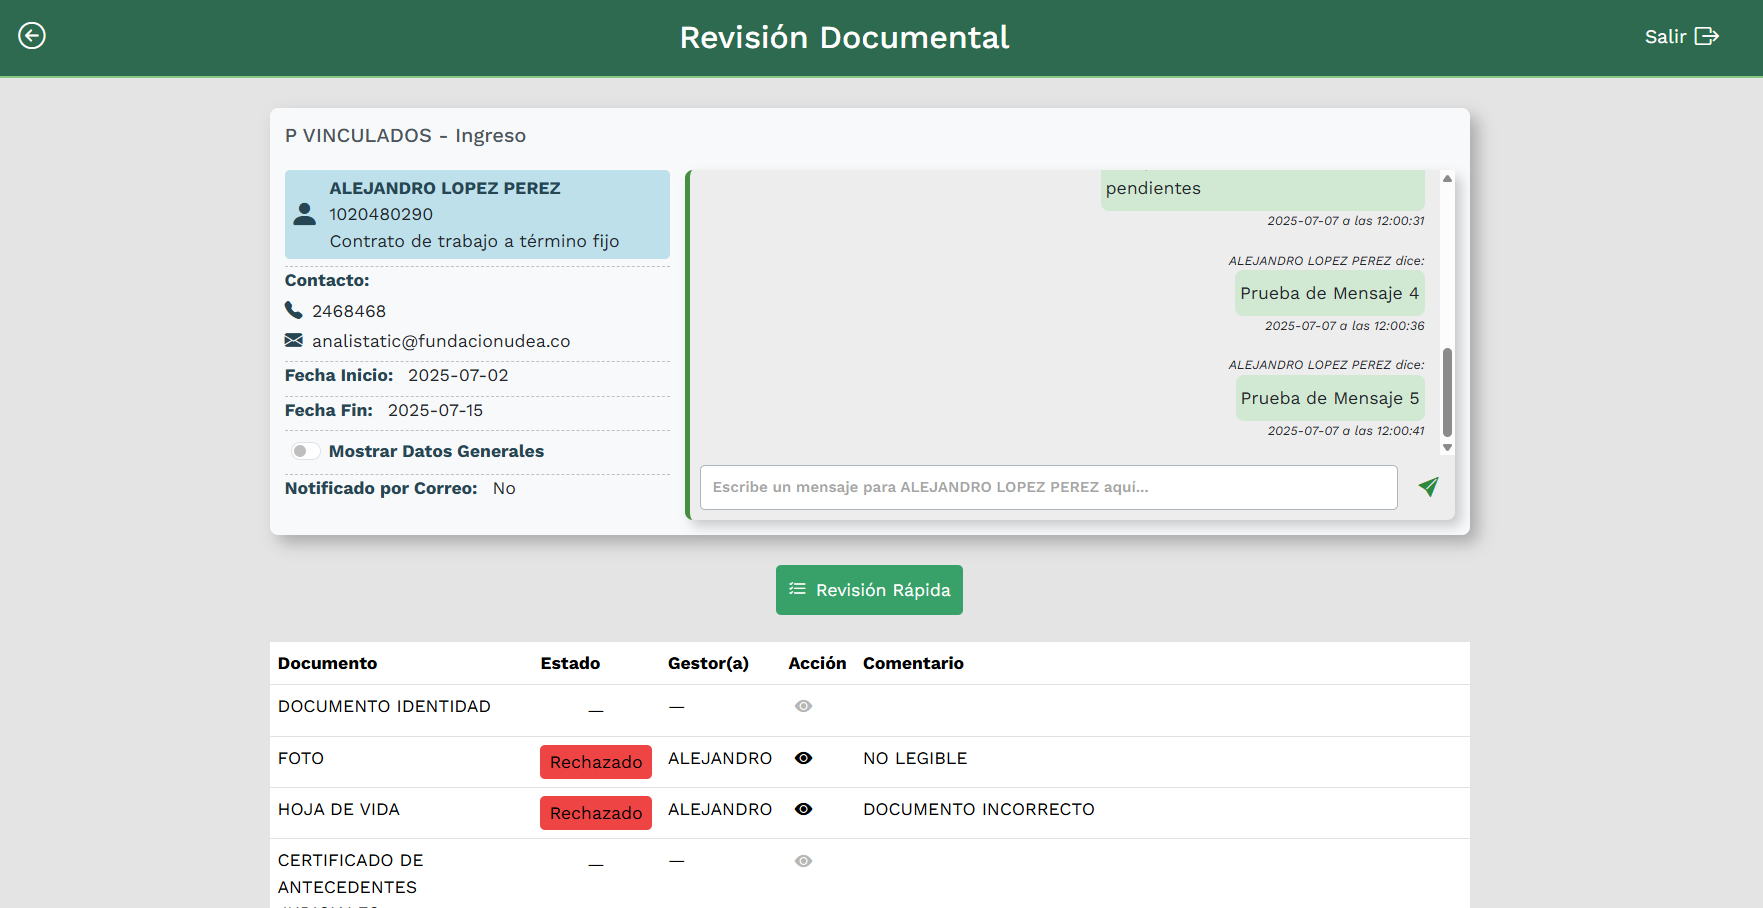 Revisión Documental
Salir
P VINCULADOS - Ingreso
ALEJANDRO LOPEZ PEREZ
1020480290
Contrato de trabajo a término fijo
Contacto:
2468468
analistatic@fundacionudea.co
Fecha Inicio: 2025-07-02
Fecha Fin: 2025-07-15
Mostrar Datos Generales
Notificado por Correo: No
pendientes
2025-07-07 a las 12:00:31
ALEJANDRO LOPEZ PEREZ dice:
Prueba de Mensaje 4
2025-07-07 a las 12:00:36
ALEJANDRO LOPEZ PEREZ dice:
Prueba de Mensaje 5
2025-07-07 a las 12:00:41
Escribe un mensaje para ALEJANDRO LOPEZ PEREZ aquí...
Revisión Rápida
Documento Estado Gestor(a) Acción Comentario
DOCUMENTO IDENTIDAD — —
FOTO Rechazado ALEJANDRO NO LEGIBLE
HOJA DE VIDA Rechazado ALEJANDRO DOCUMENTO INCORRECTO
CERTIFICADO DE — —
ANTECEDENTES